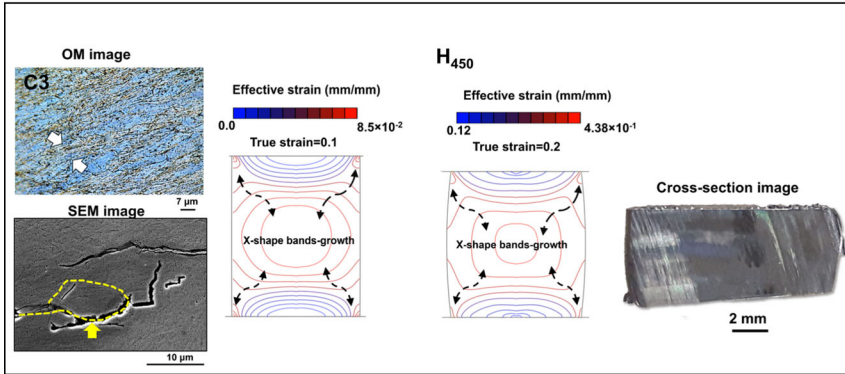 OM image
C3
7 µm
SEM image
10 µm
Effective strain (mm/mm)
0.0
8.5×10⁻²
True strain=0.1
X-shape bands-growth
H₄₅₀
Effective strain (mm/mm)
0.12
4.38×10⁻¹
True strain=0.2
X-shape bands-growth
Cross-section image
2 mm